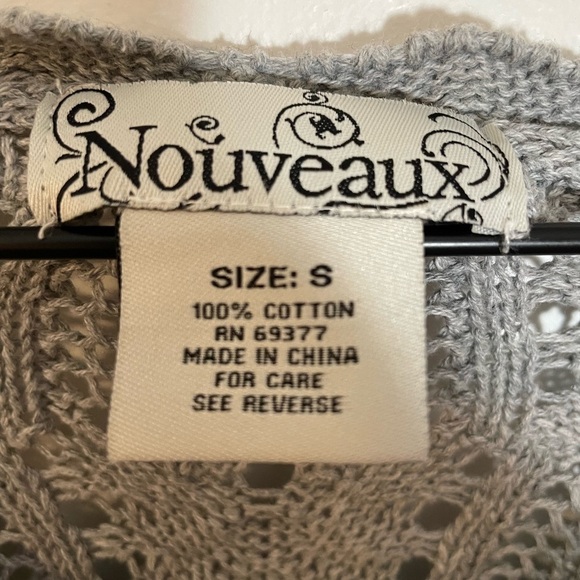 Nouveaux
SIZE: S
100% COTTON
RN 69377
MADE IN CHINA
FOR CARE
SEE REVERSE